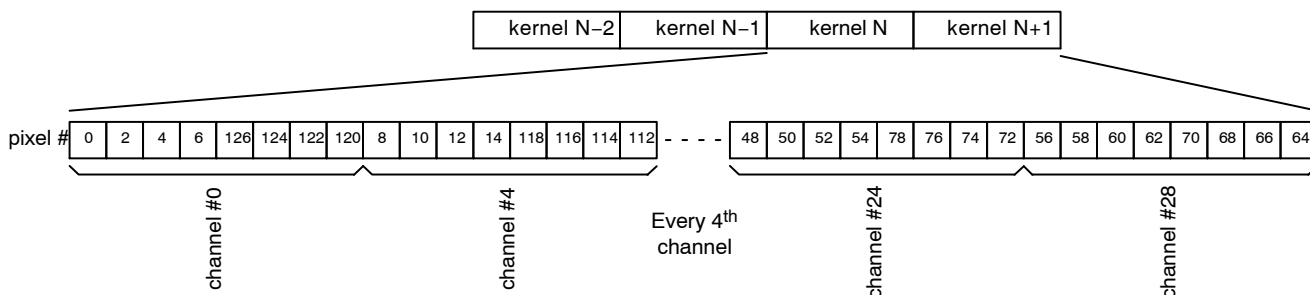 kernel N−2 kernel N−1 kernel N kernel N+1
pixel # 0 2 4 6 126 124 122 120 8 10 12 14 118 116 114 112 - - - - 48 50 52 54 78 76 74 72 56 58 60 62 70 68 66 64
channel #0
channel #4
Every 4th
channel
channel #24
channel #28